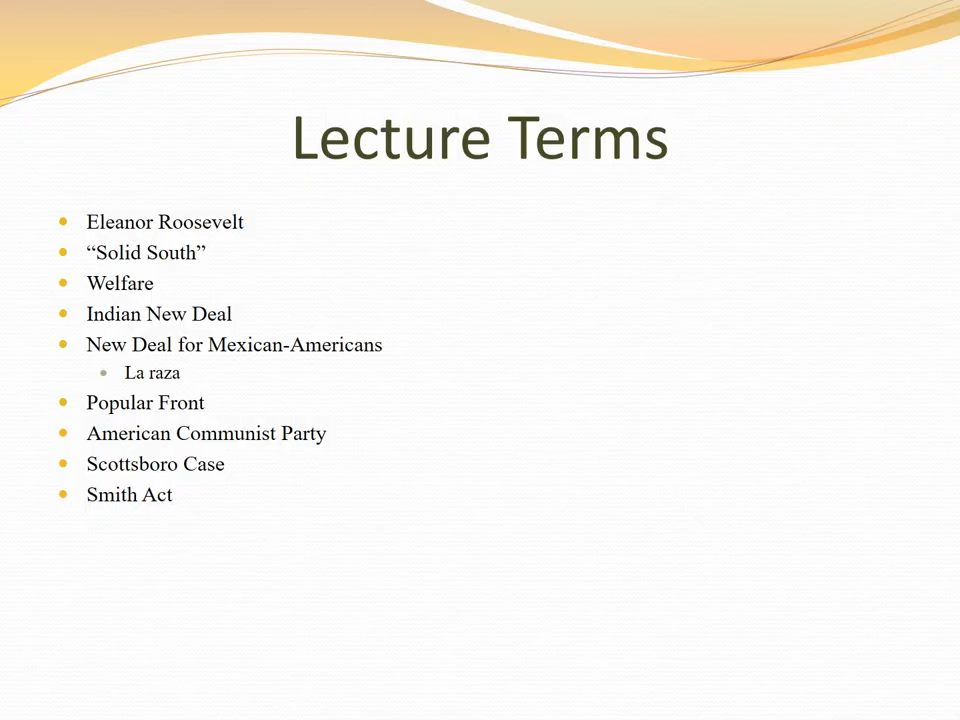 Lecture Terms
Eleanor Roosevelt
“Solid South”
Welfare
Indian New Deal
New Deal for Mexican-Americans
La raza
Popular Front
American Communist Party
Scottsboro Case
Smith Act